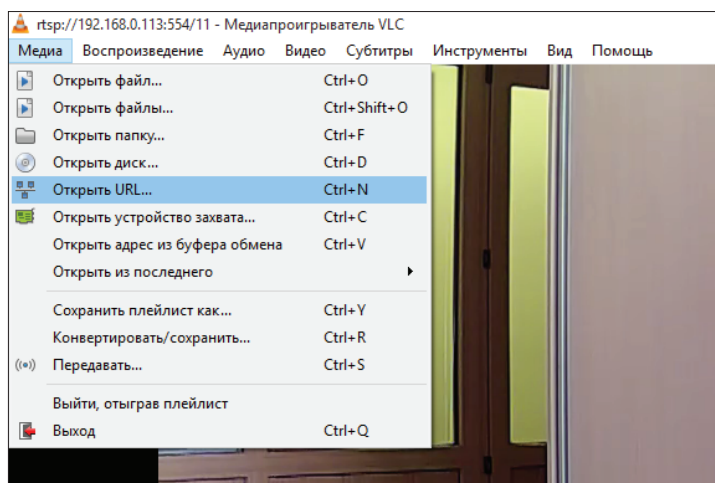 rtsp://192.168.0.113:554/11 - Медиапроигрыватель VLC
Медиа Воспроизведение Аудио Видео Субтитры Инструменты Вид Помощь
Открыть файл... Ctrl+O
Открыть файлы... Ctrl+Shift+O
Открыть папку... Ctrl+F
Открыть диск... Ctrl+D
Открыть URL... Ctrl+N
Открыть устройство захвата... Ctrl+C
Открыть адрес из буфера обмена Ctrl+V
Открыть из последнего
Сохранить плейлист как... Ctrl+Y
Конвертировать/сохранить... Ctrl+R
Передавать... Ctrl+S
Выйти, отыграв плейлист
Выход Ctrl+Q